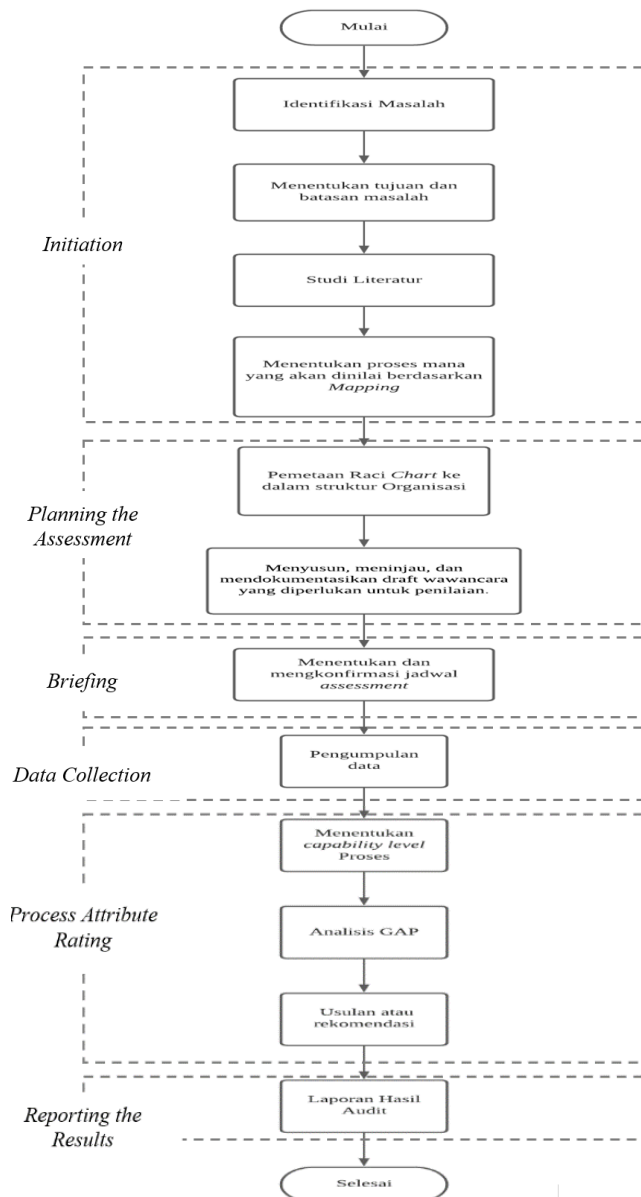 Mulai
Identifikasi Masalah
Menentukan tujuan dan
batasan masalah
Initiation
Studi Literatur
Menentukan proses mana
yang akan dinilai berdasarkan
Mapping
Pemetaan Raci Chart ke
dalam struktur Organisasi
Planning the
Assessment
Menyusun, meninjau, dan
mendokumentasikan draft wawancara
yang diperlukan untuk penilaian.
Briefing
Menentukan dan
mengkonfirmasi jadwal
assessment
Data Collection
Pengumpulan
data
Menentukan
capability level
Proses
Process Attribute
Rating
Analisis GAP
Usulan atau
rekomendasi
Reporting the
Results
Laporan Hasil
Audit
Selesai